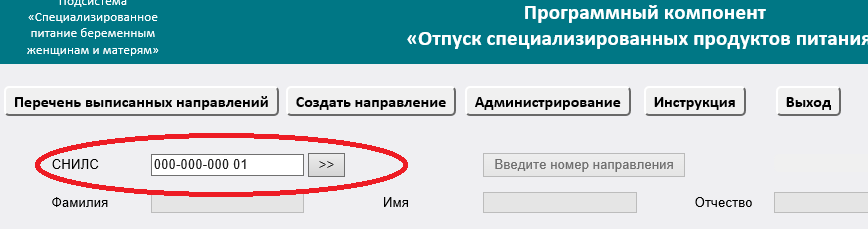 Подсистема
«Специализированное
питание беременным
женщинам и матерям»
Программный компонент
«Отпуск специализированных продуктов питания
Перечень выписанных направлений Создать направление Администрирование Инструкция Выход
СНИЛС 000-000-000 01 >> Введите номер направления
Фамилия Имя Отчество